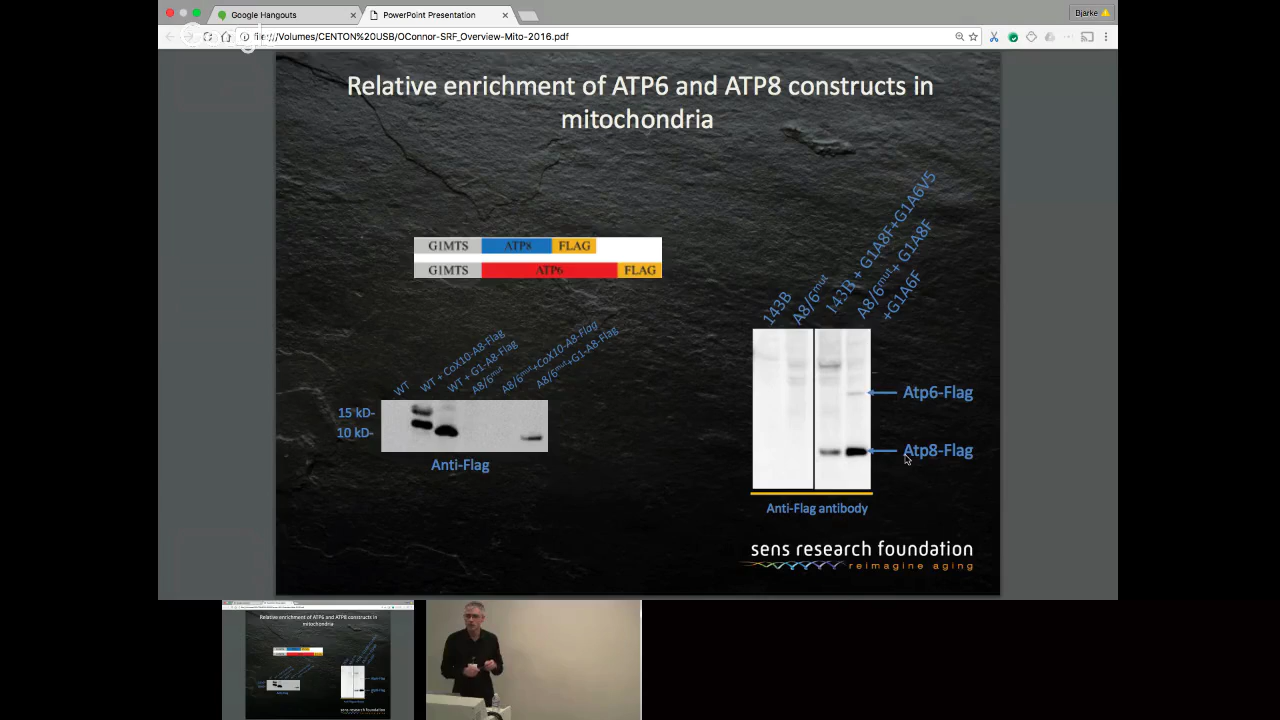 Google Hangouts
PowerPoint Presentation
Bjarke
file:///Volumes/CENTON%20USB/OConnor-SRF_Overview-Mito-2016.pdf
Relative enrichment of ATP6 and ATP8 constructs in
mitochondria
G1MTS ATP8 FLAG
G1MTS ATP6 FLAG
WT
WT + CoX10-A8-Flag
WT + G1-A8-Flag
A8/6mut
A8/6mut+CoX10-A8-Flag
A8/6mut+G1-A8-Flag
15 kD-
10 kD-
Anti-Flag
143B
A8/6mut
143B + G1A8F+G1A6V5
A8/6mut+ G1A8F
+G1A6F
Atp6-Flag
Atp8-Flag
Anti-Flag antibody
sens research foundation
reimagine aging